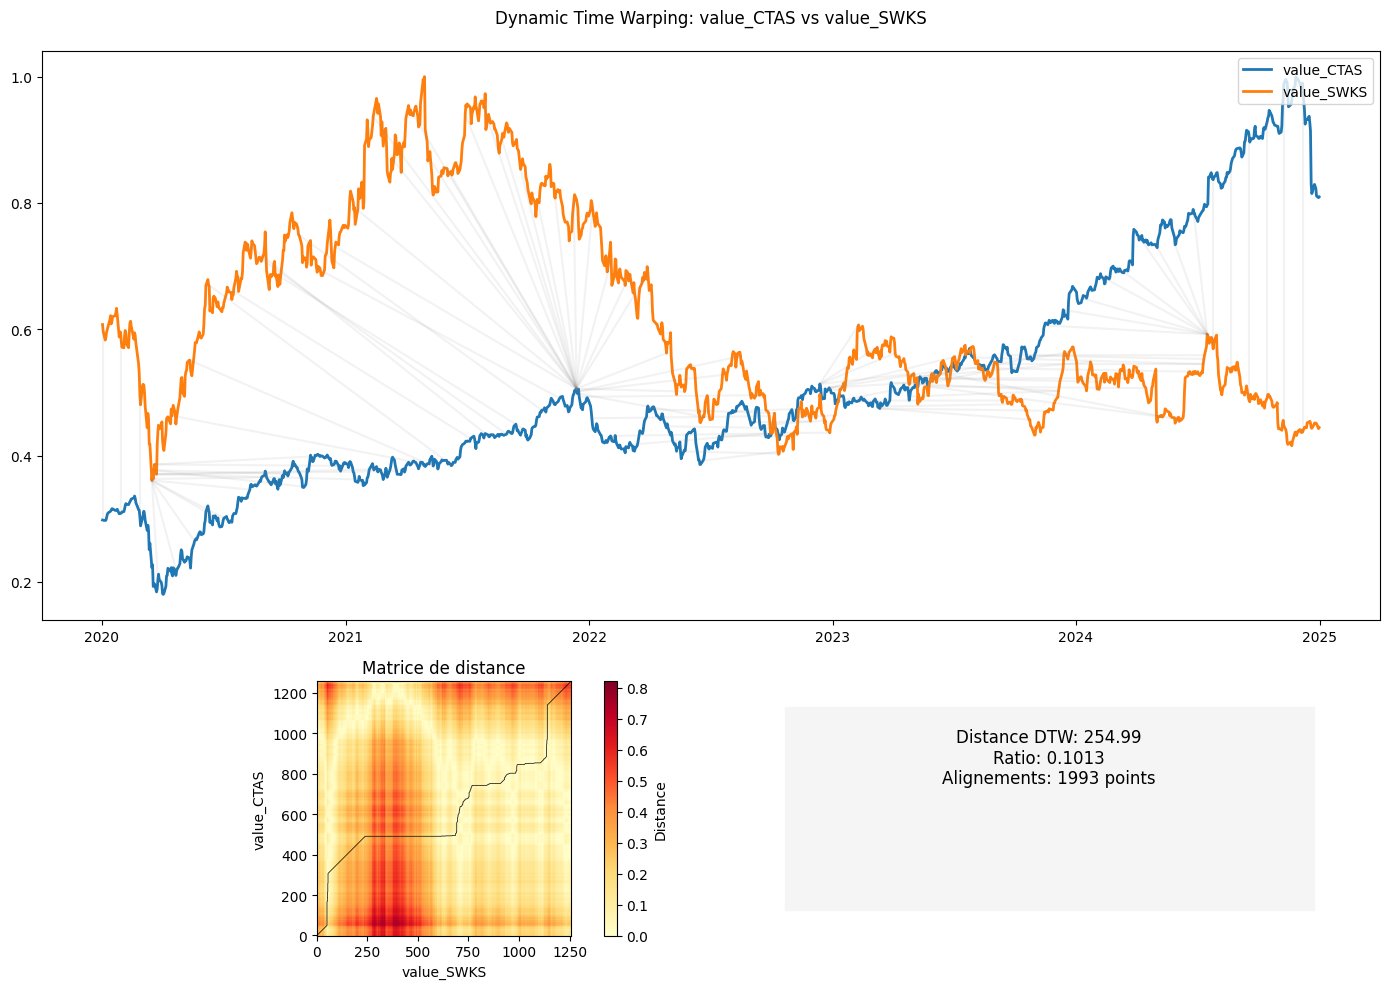 Dynamic Time Warping: value_CTAS vs value_SWKS
value_CTAS
value_SWKS
1.0
0.8
0.6
0.4
0.2
2020 2021 2022 2023 2024 2025
Matrice de distance
value_CTAS
1200
1000
800
600
400
200
0
0 250 500 750 1000 1250
value_SWKS
0.8
0.7
0.6
0.5
0.4
0.3
0.2
0.1
0.0
Distance
Distance DTW: 254.99
Ratio: 0.1013
Alignements: 1993 points